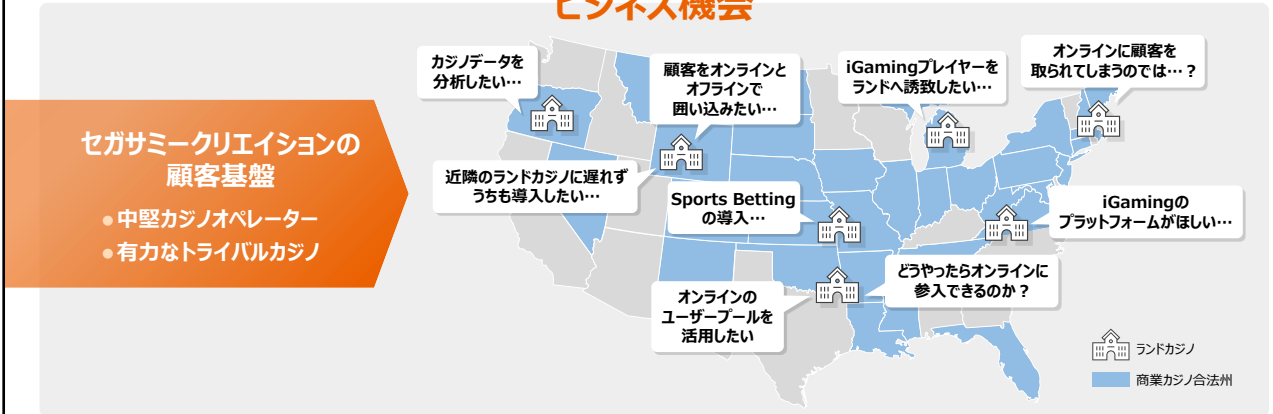 ビジネス機会
セガサミークリエイションの
顧客基盤
●中堅カジノオペレーター
●有力なトライバルカジノ
カジノデータを
分析したい…
顧客をオンラインと
オフラインで
囲い込みたい…
iGamingプレイヤーを
ランドへ誘致したい…
オンラインに顧客を
取られてしまうのでは…？
近隣のランドカジノに遅れず
うちも導入したい…
Sports Betting
の導入…
iGamingの
プラットフォームがほしい…
オンラインの
ユーザープールを
活用したい
どうやったらオンラインに
参入できるのか？
ランドカジノ
商業カジノ合法州